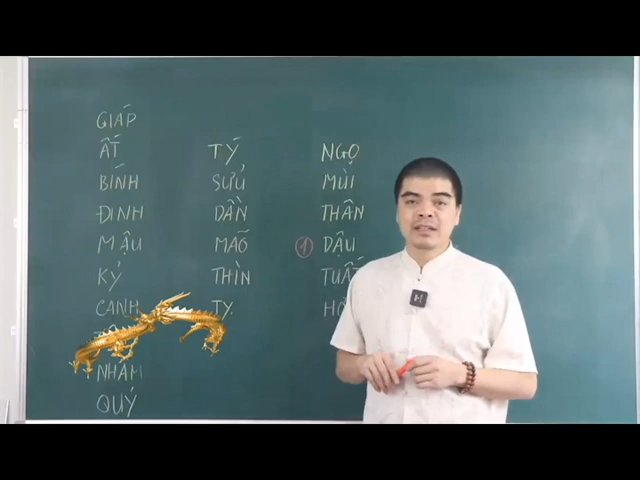 GIÁP
ẤT
BÍNH
ĐINH
MẬU
KỶ
CANH
NHÂM
QUÝ
TÝ
SỬU
DẦN
MÃO
THÌN
TỴ
NGỌ
MÙI
THÂN
1 DẬU
TUẤT